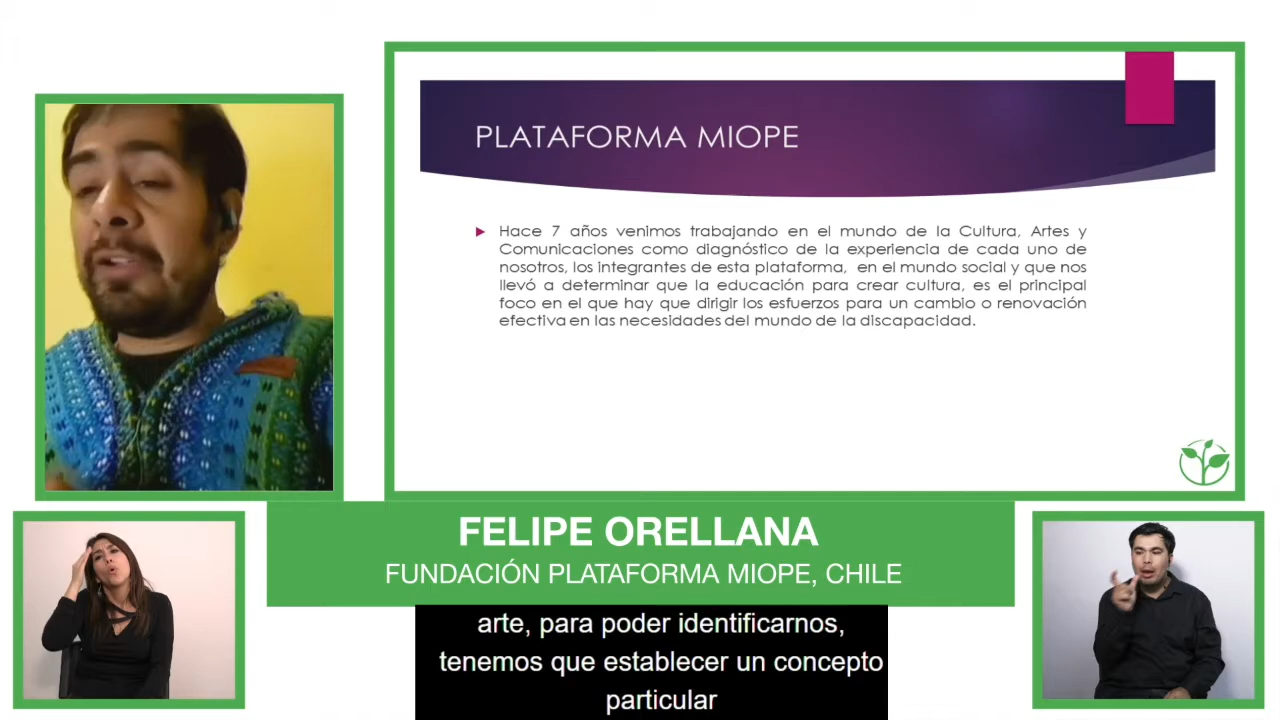 PLATAFORMA MIOPE
Hace 7 años venimos trabajando en el mundo de la Cultura, Artes y
Comunicaciones como diagnóstico de la experiencia de cada uno de
nosotros, los integrantes de esta plataforma, en el mundo social y que nos
llevó a determinar que la educación para crear cultura, es el principal
foco en el que hay que dirigir los esfuerzos para un cambio o renovación
efectiva en las necesidades del mundo de la discapacidad.
FELIPE ORELLANA
FUNDACIÓN PLATAFORMA MIOPE, CHILE
arte, para poder identificarnos,
tenemos que establecer un concepto
particular